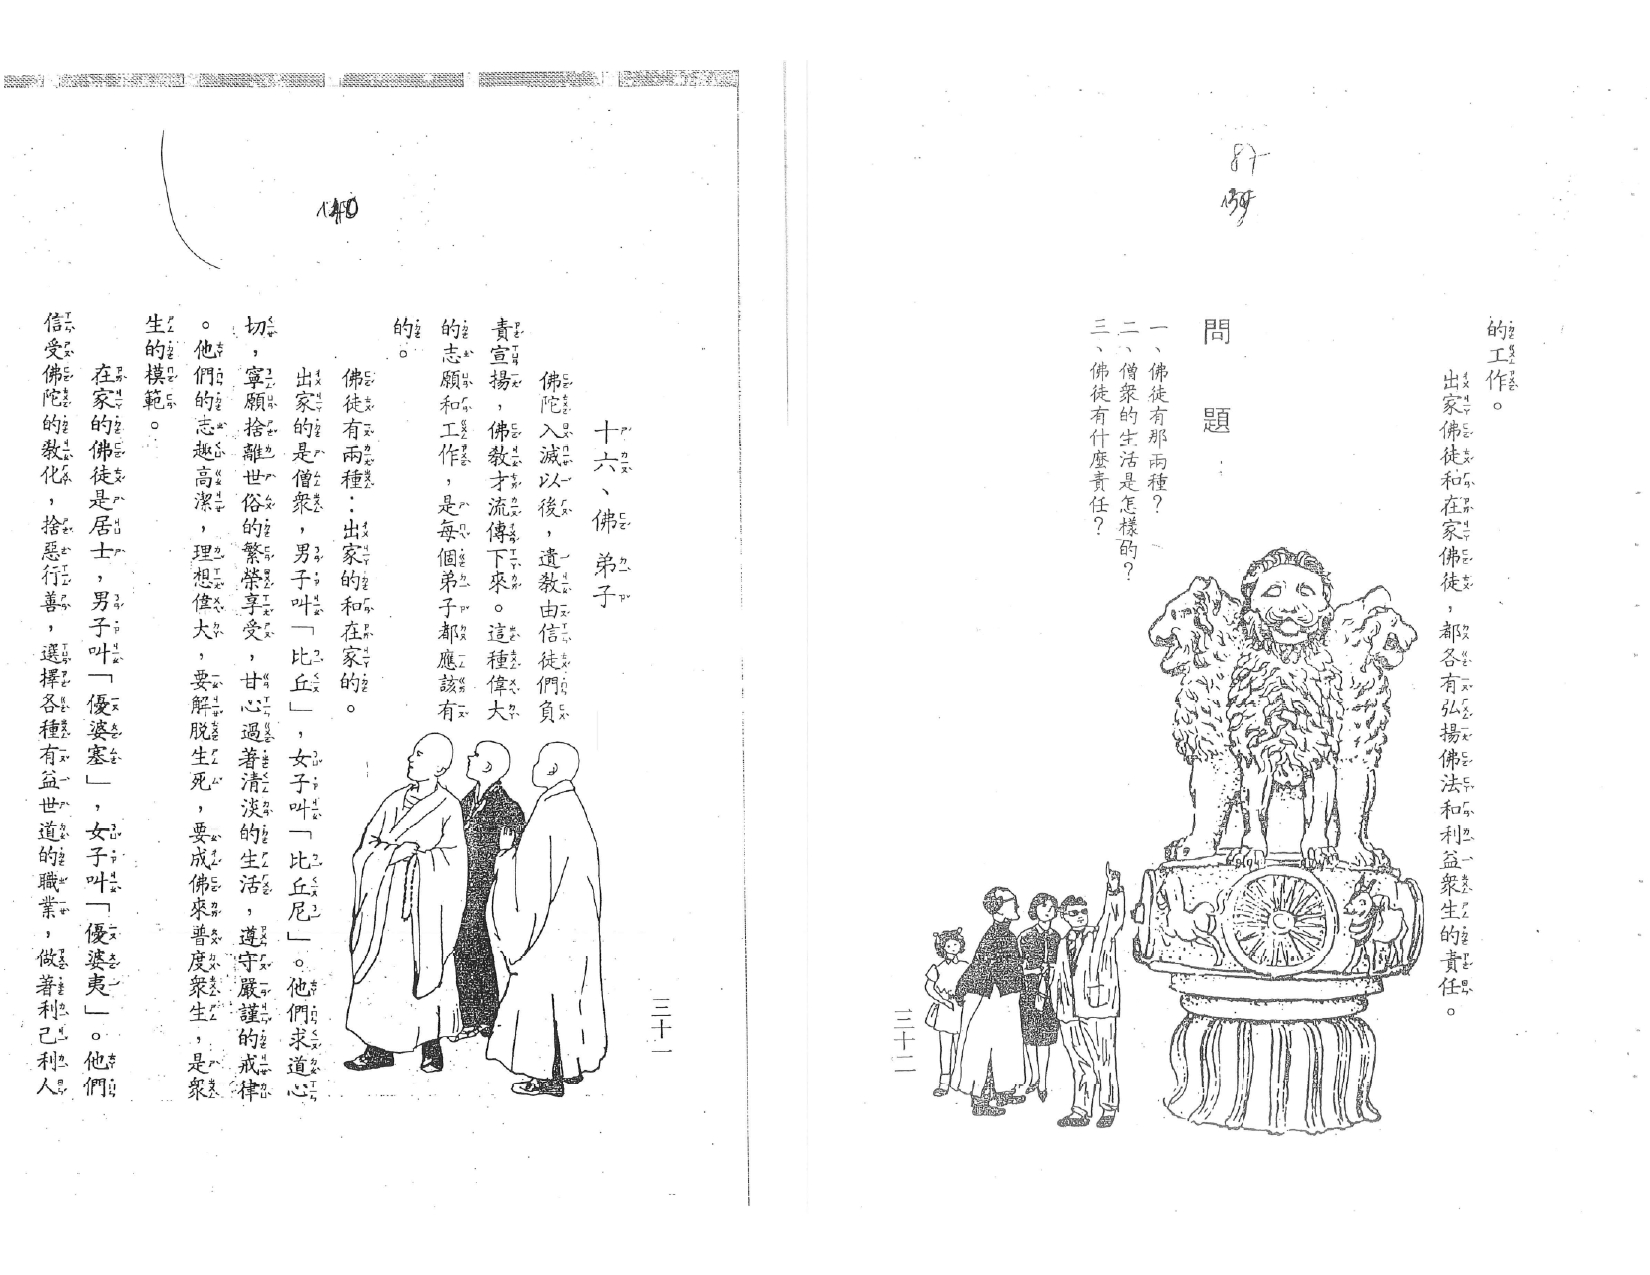 140
十六、佛弟子
佛陀入滅以後，遺教由信徒們負
責宣揚，佛教才流傳下來。這種偉大
的志願和工作，是每個弟子都應該有
的。
佛徒有兩種：出家的和在家的。
出家的是僧衆，男子叫「比丘」，女子叫「比丘尼」。他們求道心
切，寧願捨離世俗的繁榮享受，甘心過著清淡的生活，遵守嚴謹的戒律
。他們的志趣高潔，理想偉大，要解脱生死，要成佛來普度衆生，是衆
生的模範。
在家的佛徒是居士，男子叫「優婆塞」，女子叫「優婆夷」。他們
信受佛陀的教化，捨惡行善，選擇各種有益世道的職業，做著利己利人
三十一
87
的工作。
出家佛徒和在家佛徒，都各有弘揚佛法和利益衆生的責任。
問題：
一、佛徒有那兩種？
二、僧衆的生活是怎樣的？
三、佛徒有什麼責任？
三十二